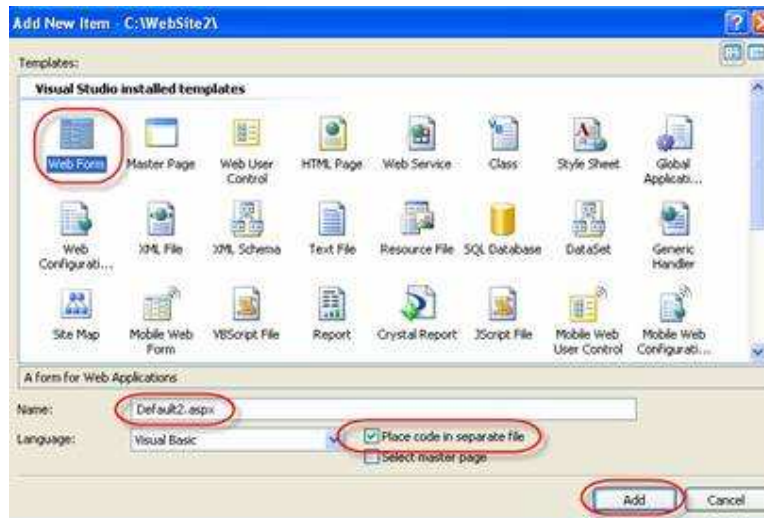 Add New Item - C:\WebSite2\
Templates:
Visual Studio installed templates
Web Form
Master Page
Web User Control
HTML Page
Web Service
Class
Style Sheet
Global Applicati...
Web Configurati...
XML File
XML Schema
Text File
Resource File
SQL Database
DataSet
Generic Handler
Site Map
Mobile Web Form
VBScript File
Report
Crystal Report
JScript File
Mobile Web User Control
Mobile Web Configurati...
A form for Web Applications
Name:
Default2.aspx
Language:
Visual Basic
Place code in separate file
Select master page
Add
Cancel